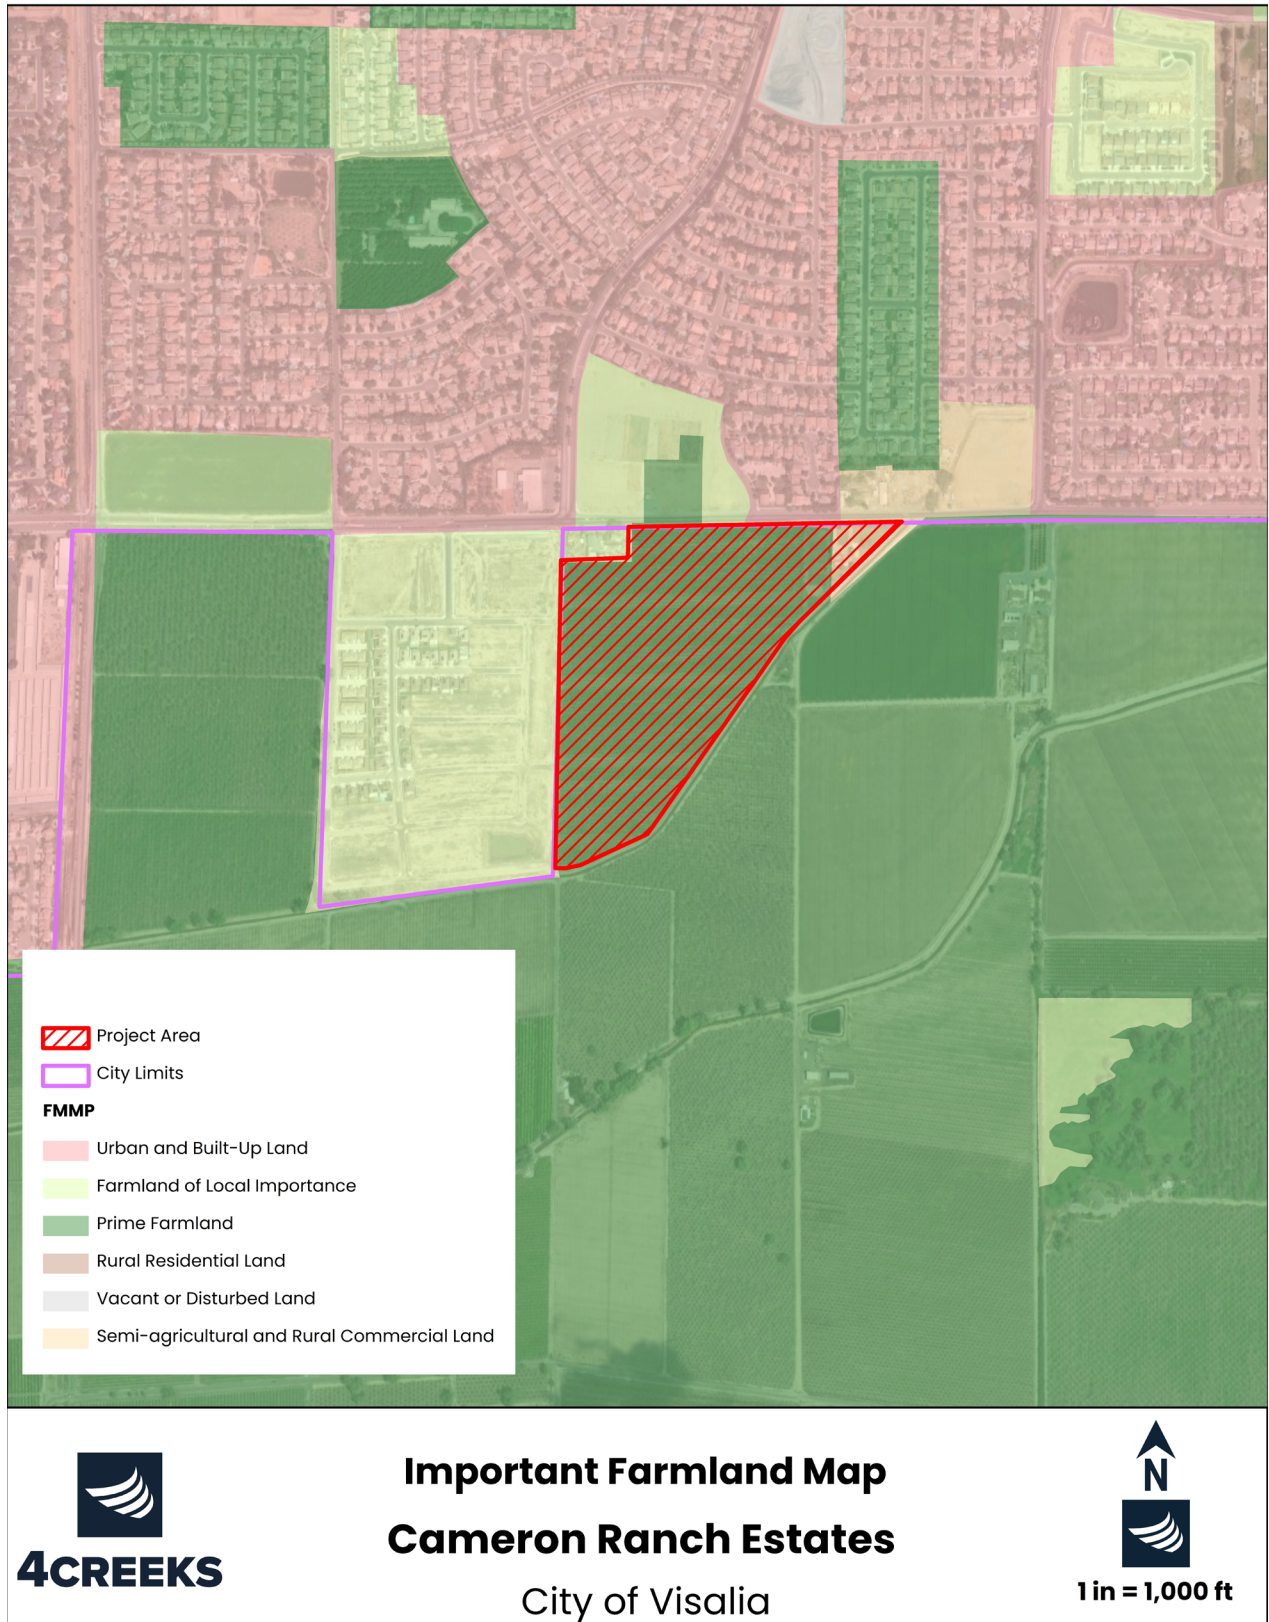 Project Area
City Limits
FMMP
Urban and Built-Up Land
Farmland of Local Importance
Prime Farmland
Rural Residential Land
Vacant or Disturbed Land
Semi-agricultural and Rural Commercial Land
4CREEKS
Important Farmland Map
Cameron Ranch Estates
City of Visalia
N
1 in = 1,000 ft